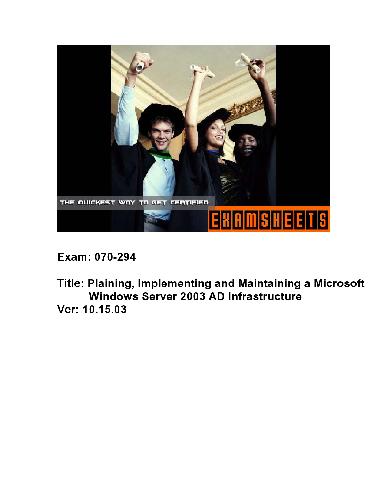 THE QUICKEST WAY TO GET CERTIFIED
EXAMSHEETS
Exam: 070-294
Title: Plaining, Implementing and Maintaining a Microsoft
Windows Server 2003 AD Infrastructure
Ver: 10.15.03